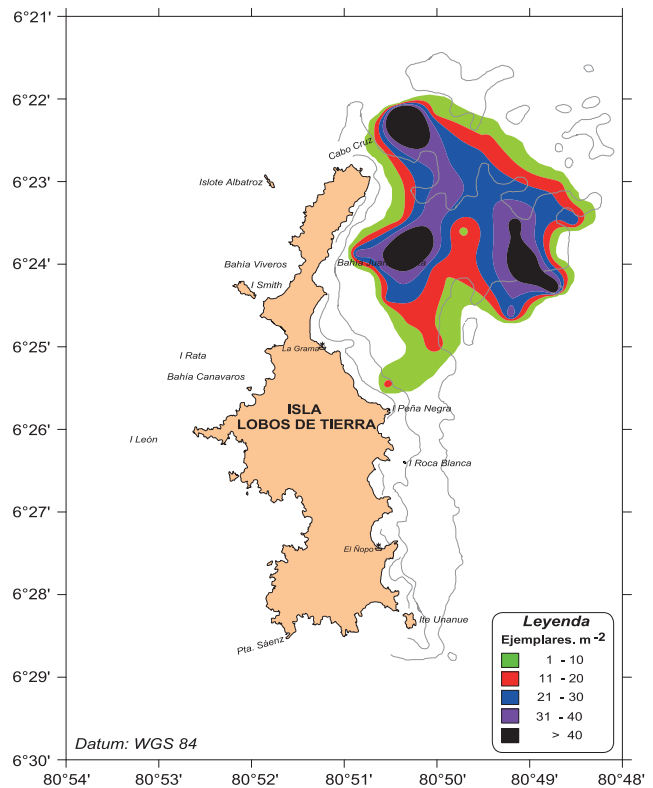 6°21'
6°22'
Cabo Cruz
6°23'
Islote Albatroz
6°24'
Bahía Viveros
Bahía Juan
I Smith
6°25'
La Grama
I Rata
Bahía Canavaros
ISLA
LOBOS DE TIERRA
I Peña Negra
6°26'
I León
I Roca Blanca
6°27'
El Ñopo
6°28'
Ite Unanue
Pta. Sáenz
6°29'
6°30'
Datum: WGS 84
Leyenda
Ejemplares. m-2
1 - 10
11 - 20
21 - 30
31 - 40
> 40
80°54'
80°53'
80°52'
80°51'
80°50'
80°49'
80°48'